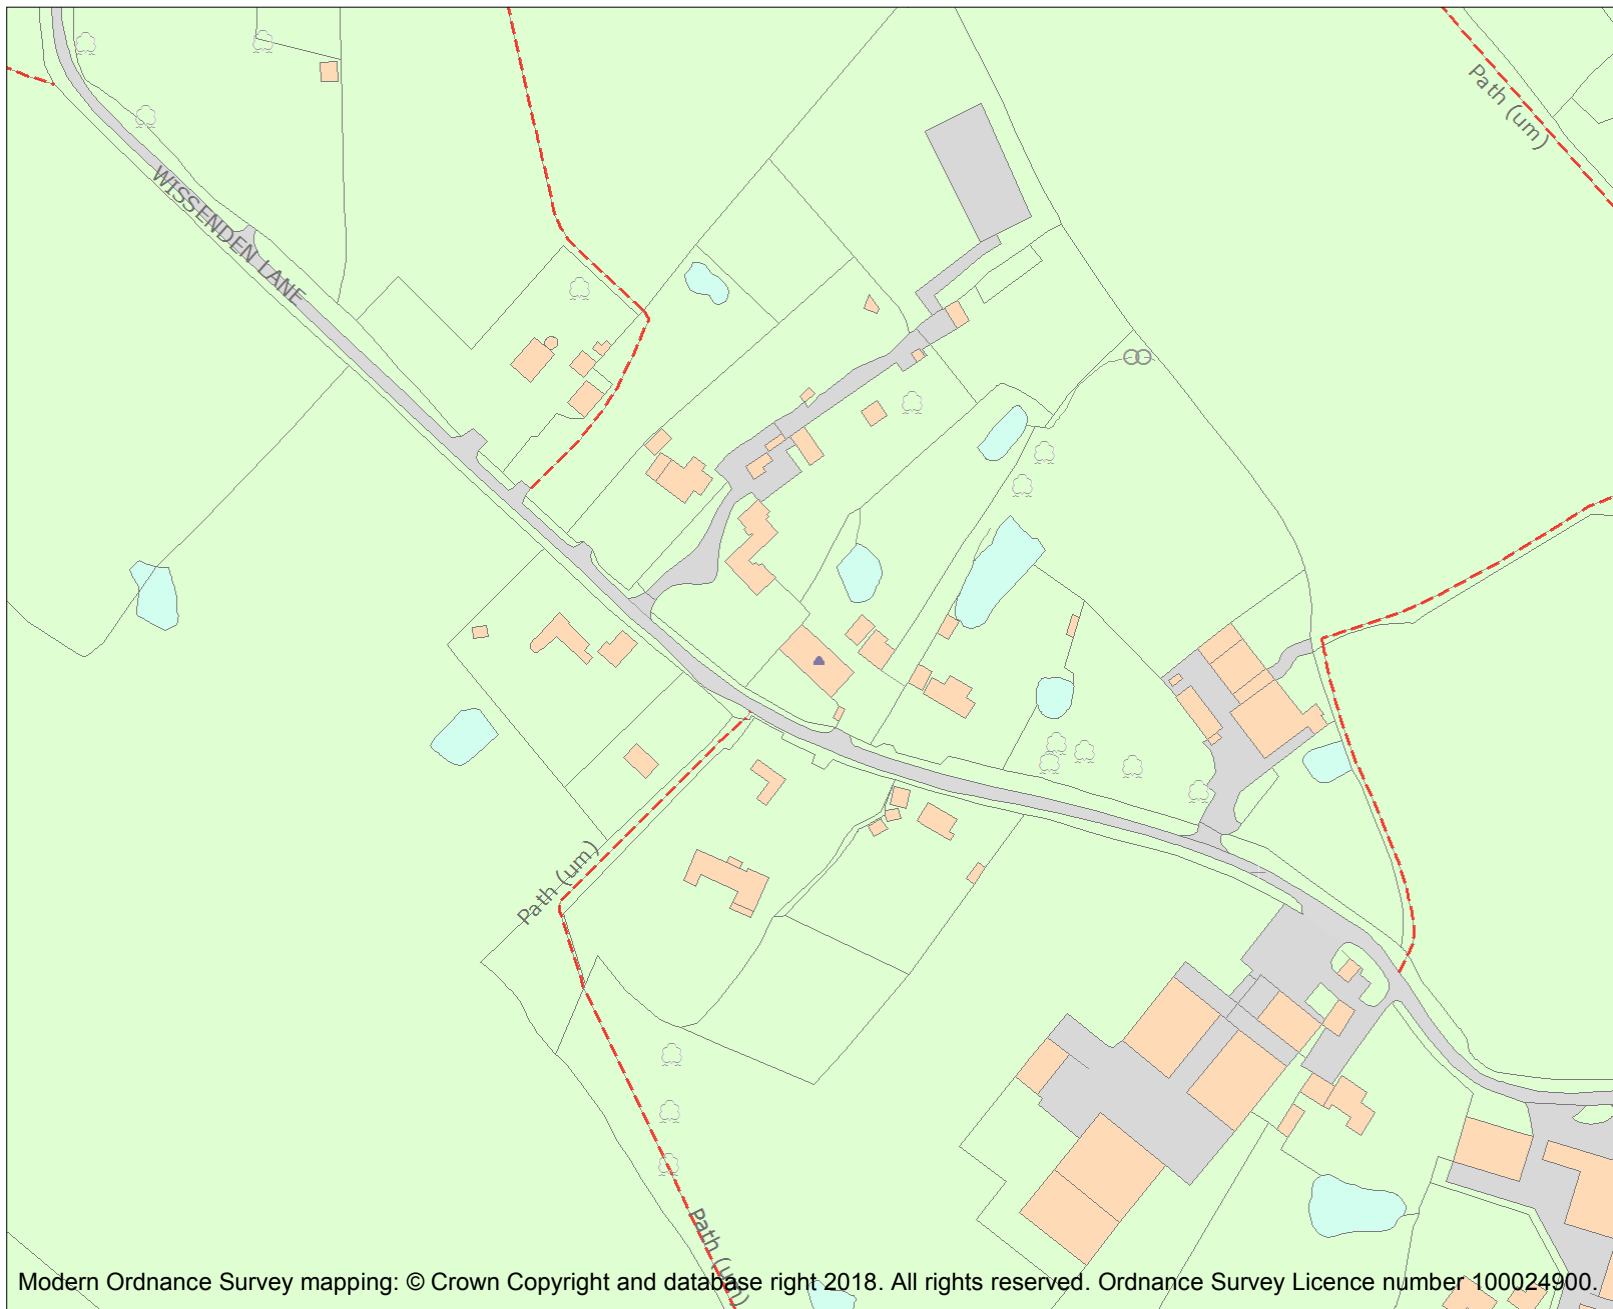 Path (um)
WISSENDEN LANE
Path (um)
Path (um)
Modern Ordnance Survey mapping: © Crown Copyright and database right 2018. All rights reserved. Ordnance Survey Licence number 100024900.